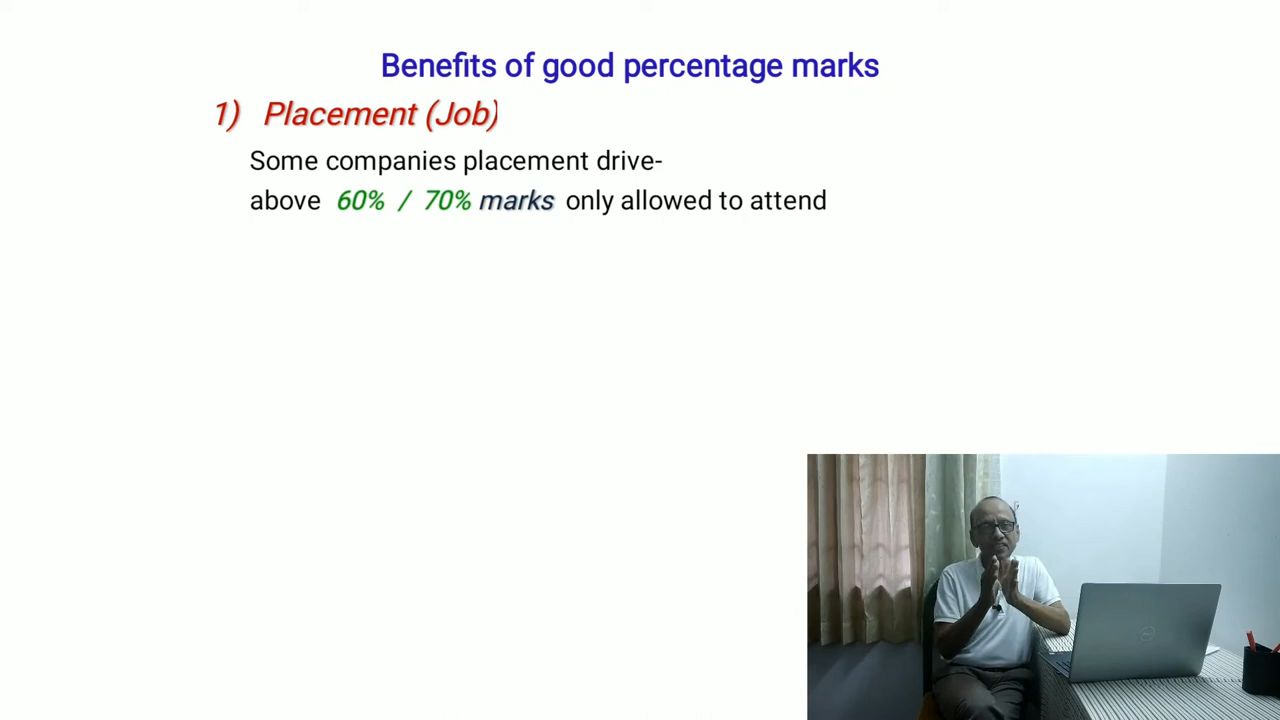 Benefits of good percentage marks
1) Placement (Job)
Some companies placement drive-
above 60% / 70% marks only allowed to attend